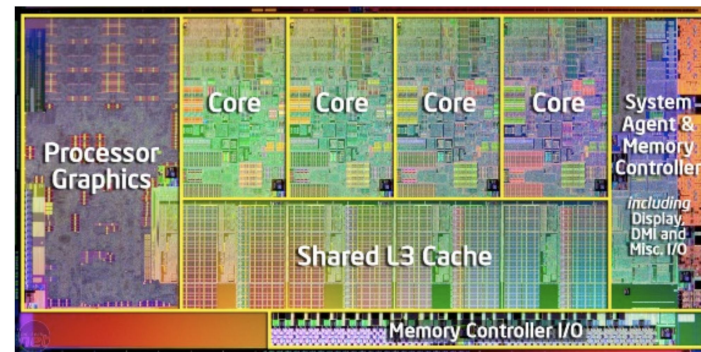 Processor
Graphics
Core
Core
Core
Core
System
Agent &
Memory
Controller
including
Display,
DMI and
Misc. I/O
Shared L3 Cache
Memory Controller I/O